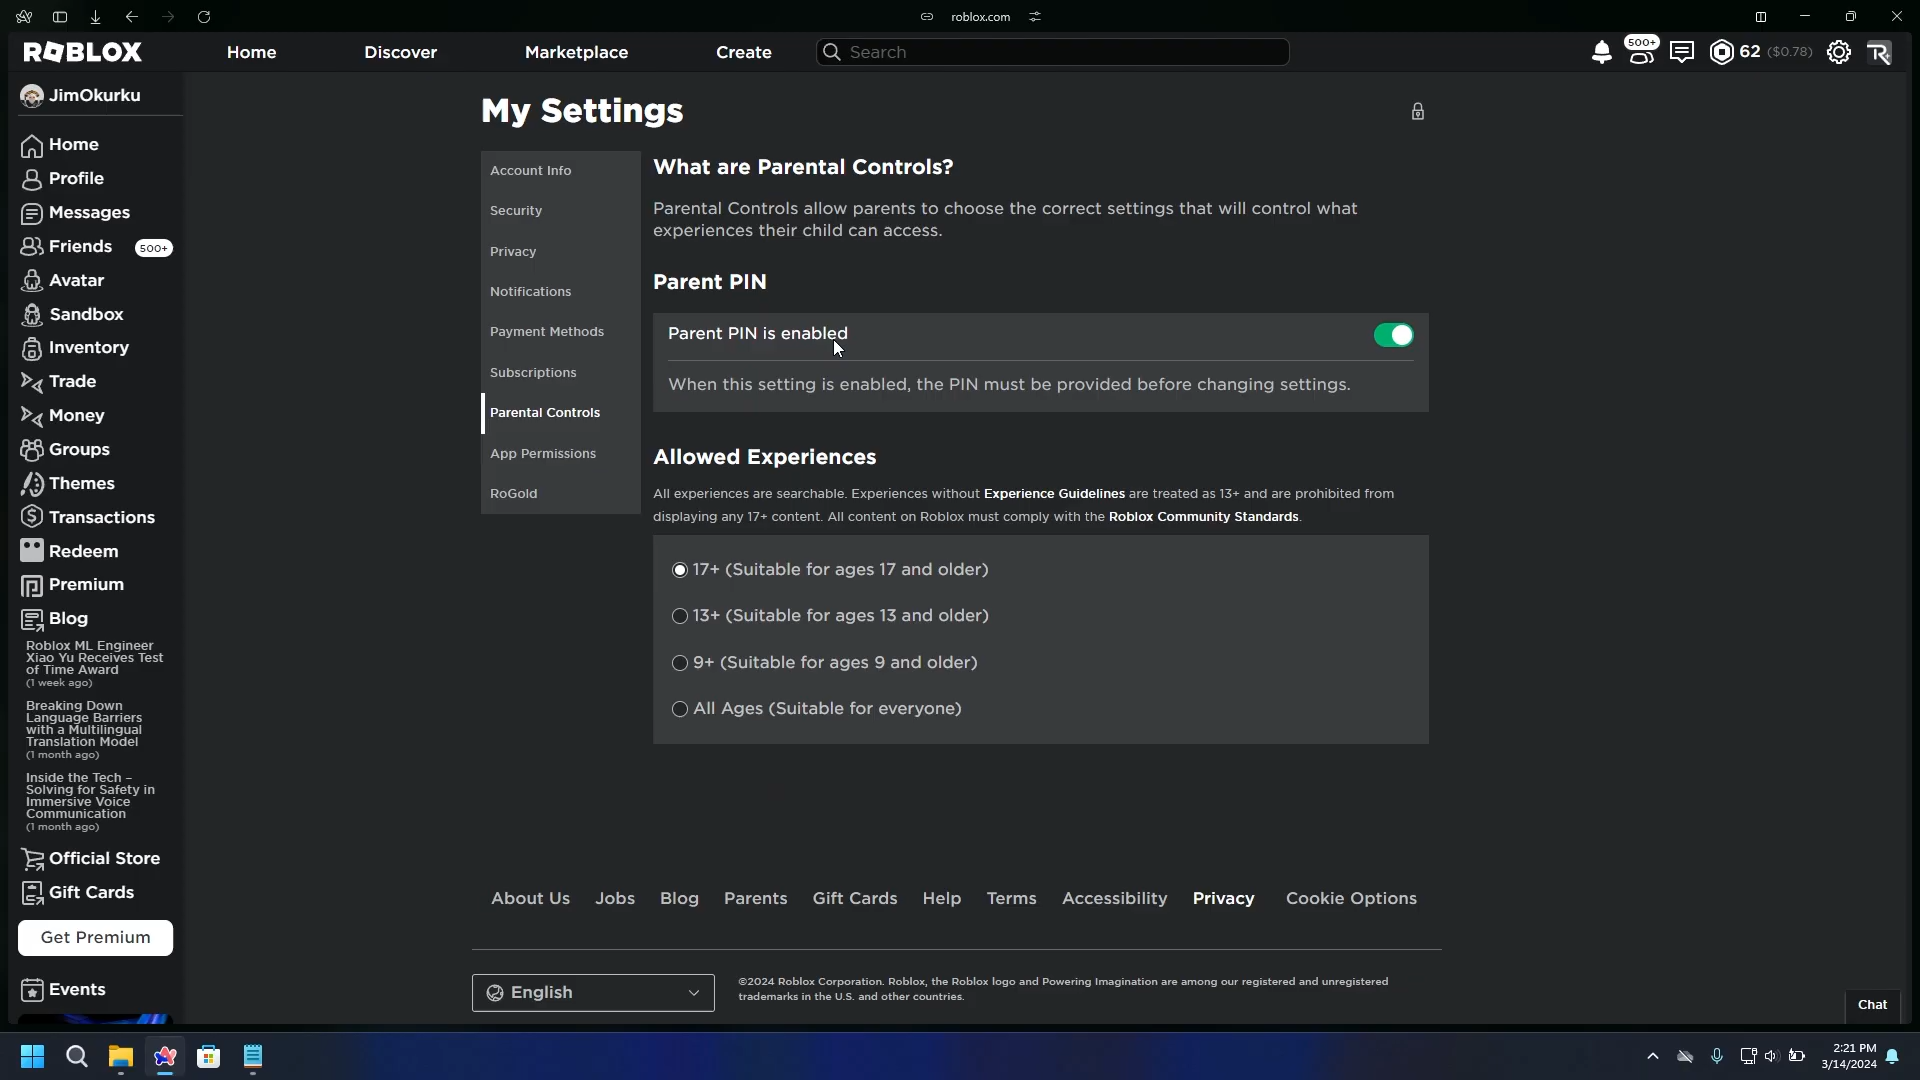 roblox.com
ROBLOX
Home
Discover
Marketplace
Create
Search
500+
62 ($0.78)
JimOkurku
Home
Profile
Messages
Friends 500+
Avatar
Sandbox
Inventory
Trade
Money
Groups
Themes
Transactions
Redeem
Premium
Blog
Roblox ML Engineer
Xiao Yu Receives Test
of Time Award
(1 week ago)
Breaking Down
Language Barriers
with a Multilingual
Translation Model
(1 month ago)
Inside the Tech –
Solving for Safety in
Immersive Voice
Communication
(1 month ago)
Official Store
Gift Cards
Get Premium
Events
My Settings
Account Info
Security
Privacy
Notifications
Payment Methods
Subscriptions
Parental Controls
App Permissions
RoGold
What are Parental Controls?
Parental Controls allow parents to choose the correct settings that will control what
experiences their child can access.
Parent PIN
Parent PIN is enabled
When this setting is enabled, the PIN must be provided before changing settings.
Allowed Experiences
All experiences are searchable. Experiences without Experience Guidelines are treated as 13+ and are prohibited from
displaying any 17+ content. All content on Roblox must comply with the Roblox Community Standards.
17+ (Suitable for ages 17 and older)
13+ (Suitable for ages 13 and older)
9+ (Suitable for ages 9 and older)
All Ages (Suitable for everyone)
About Us Jobs Blog Parents Gift Cards Help Terms Accessibility Privacy Cookie Options
English
©2024 Roblox Corporation. Roblox, the Roblox logo and Powering Imagination are among our registered and unregistered
trademarks in the U.S. and other countries.
Chat
2:21 PM
3/14/2024